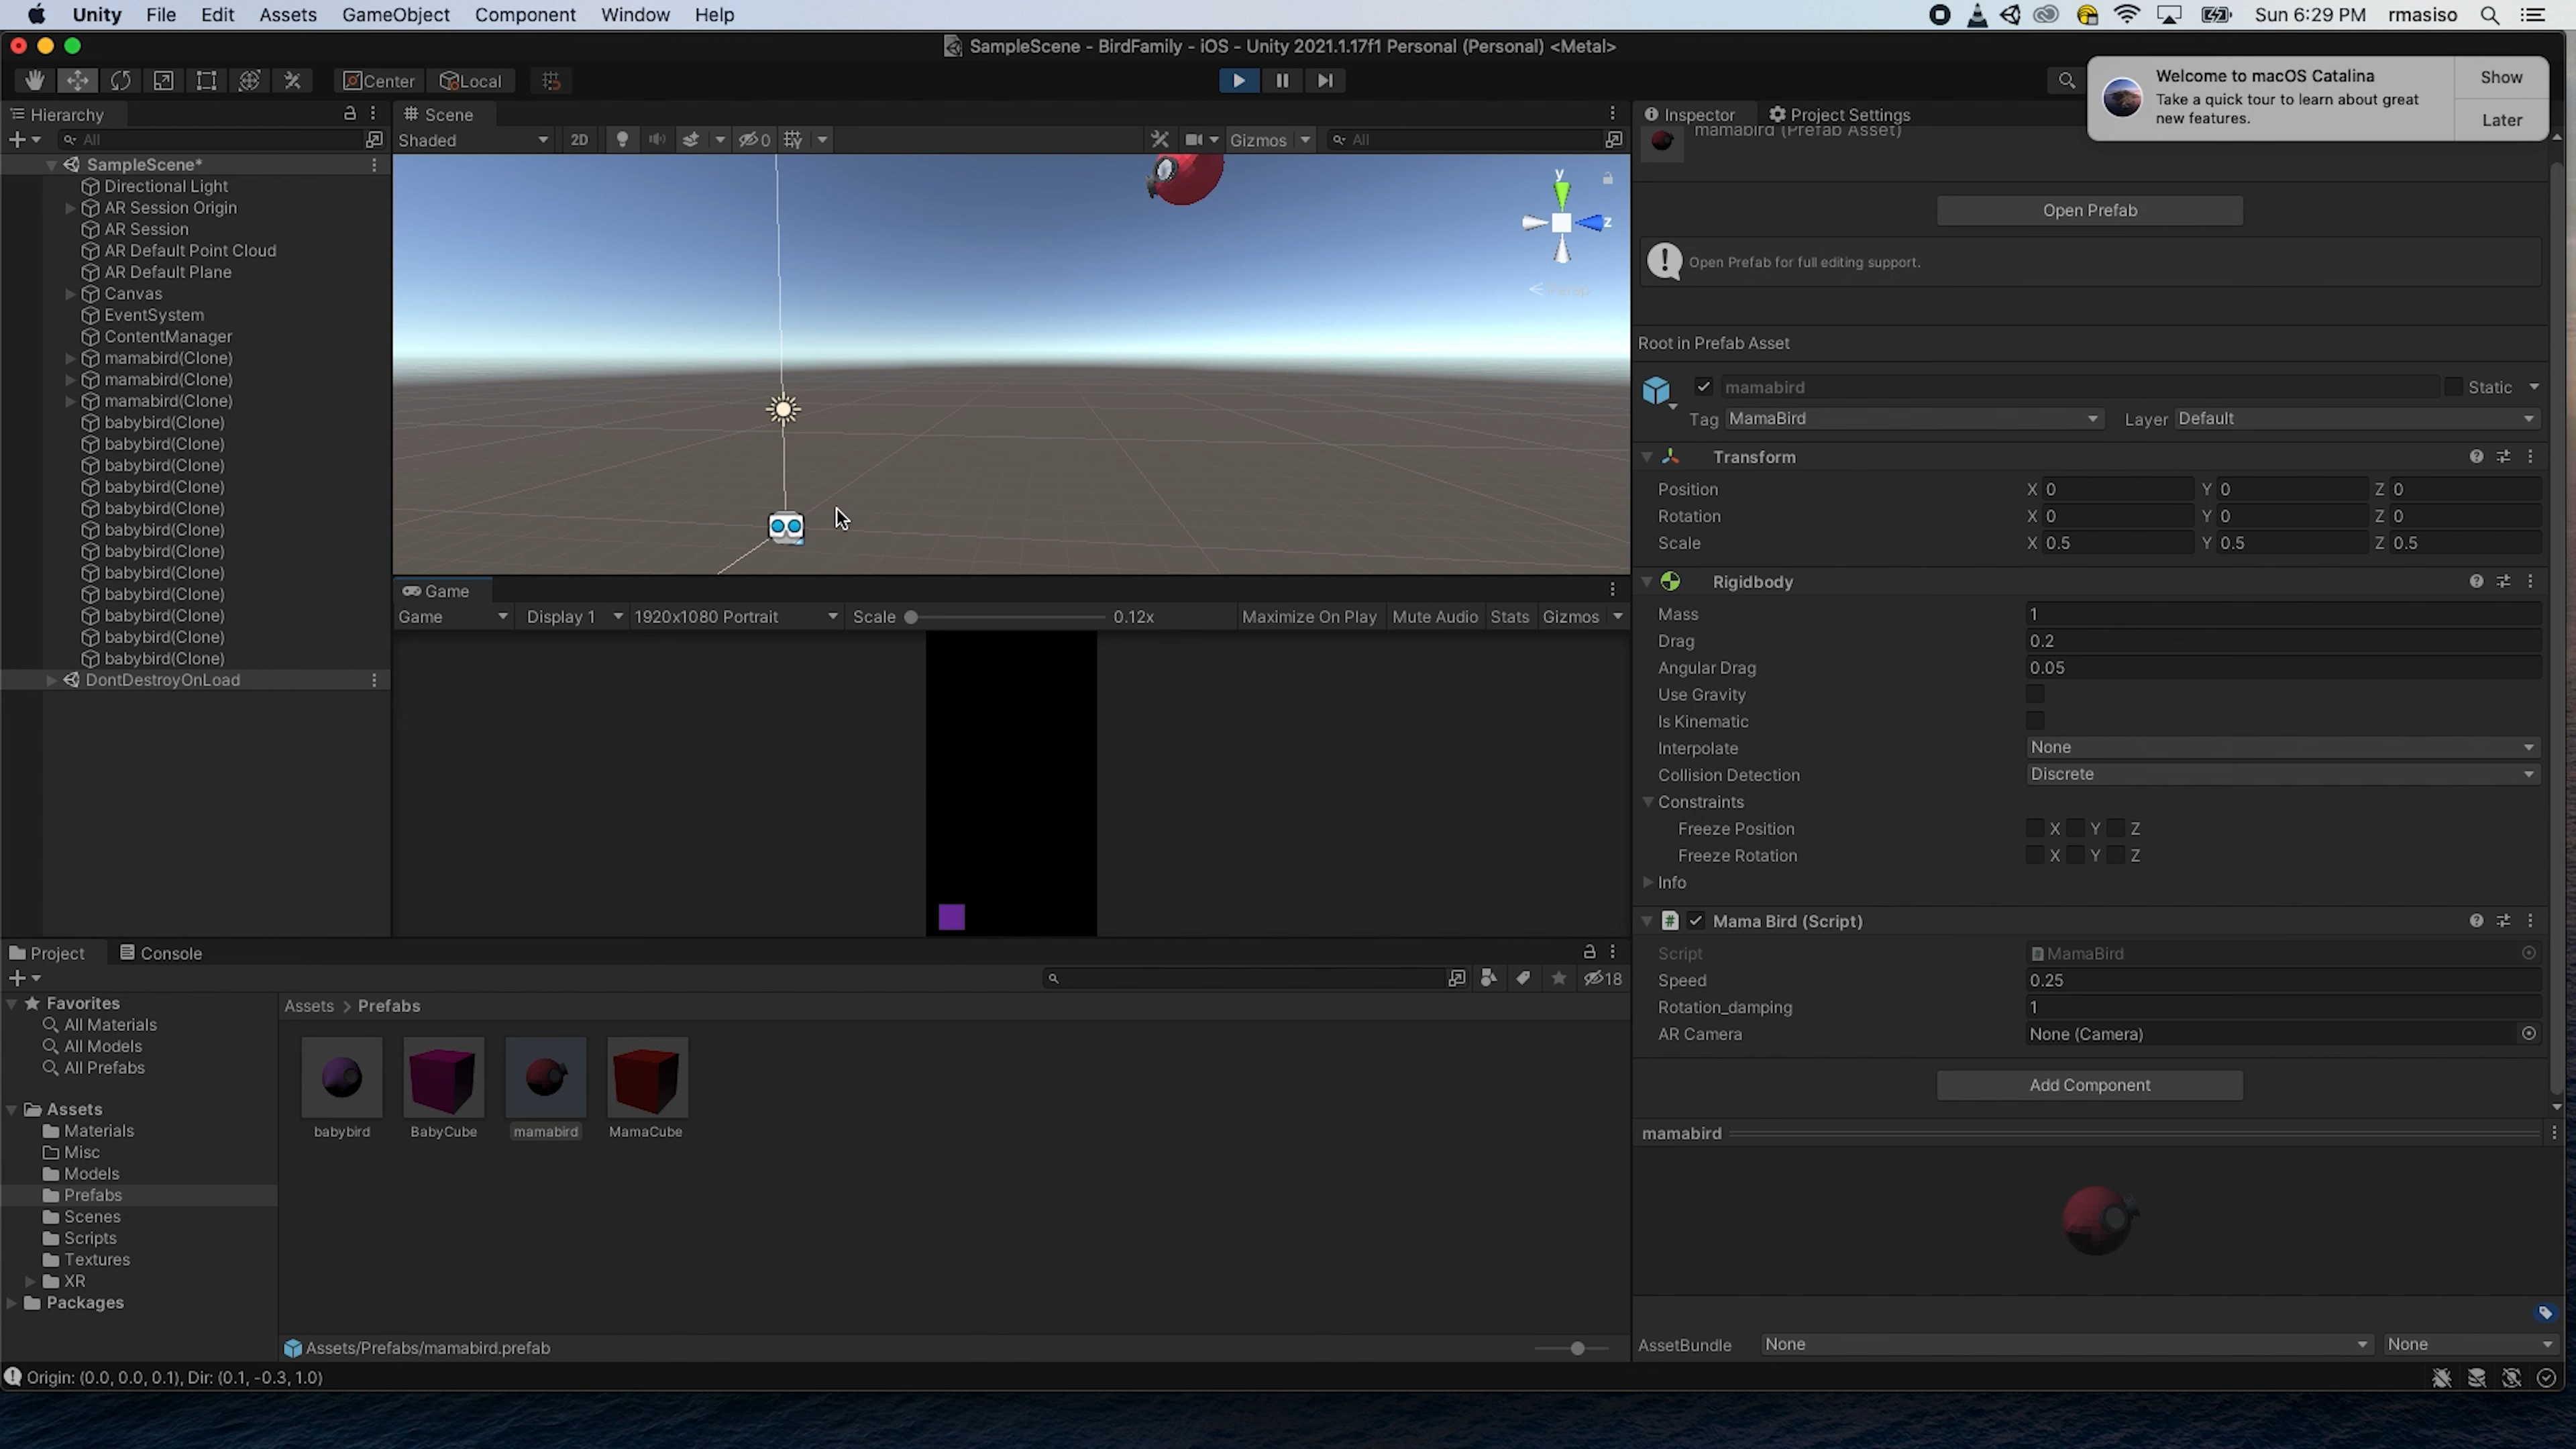 Unity File Edit Assets GameObject Component Window Help Sun 6:29 PM rmasiso
SampleScene - BirdFamily - iOS - Unity 2021.1.17f1 Personal (Personal) <Metal>
Center Local
Welcome to macOS Catalina
Take a quick tour to learn about great
new features.
Show
Later
Hierarchy
All
SampleScene*
Directional Light
AR Session Origin
AR Session
AR Default Point Cloud
AR Default Plane
Canvas
EventSystem
ContentManager
mamabird(Clone)
mamabird(Clone)
mamabird(Clone)
babybird(Clone)
babybird(Clone)
babybird(Clone)
babybird(Clone)
babybird(Clone)
babybird(Clone)
babybird(Clone)
babybird(Clone)
babybird(Clone)
babybird(Clone)
babybird(Clone)
babybird(Clone)
DontDestroyOnLoad
Scene
Shaded 2D 0 Gizmos All
y
z
Persp
Game
Game Display 1 1920x1080 Portrait Scale 0.12x Maximize On Play Mute Audio Stats Gizmos
Inspector Project Settings
mamabird (Prefab Asset)
Open Prefab
Open Prefab for full editing support.
Root in Prefab Asset
mamabird Static
Tag MamaBird Layer Default
Transform
Position X 0 Y 0 Z 0
Rotation X 0 Y 0 Z 0
Scale X 0.5 Y 0.5 Z 0.5
Rigidbody
Mass 1
Drag 0.2
Angular Drag 0.05
Use Gravity
Is Kinematic
Interpolate None
Collision Detection Discrete
Constraints
Freeze Position X Y Z
Freeze Rotation X Y Z
Info
# Mama Bird (Script)
Script MamaBird
Speed 0.25
Rotation_damping 1
AR Camera None (Camera)
Add Component
mamabird
AssetBundle None None
Project Console
18
Favorites
All Materials
All Models
All Prefabs
Assets
Materials
Misc
Models
Prefabs
Scenes
Scripts
Textures
XR
Packages
Assets > Prefabs
babybird BabyCube mamabird MamaCube
Assets/Prefabs/mamabird.prefab
Origin: (0.0, 0.0, 0.1), Dir: (0.1, -0.3, 1.0)